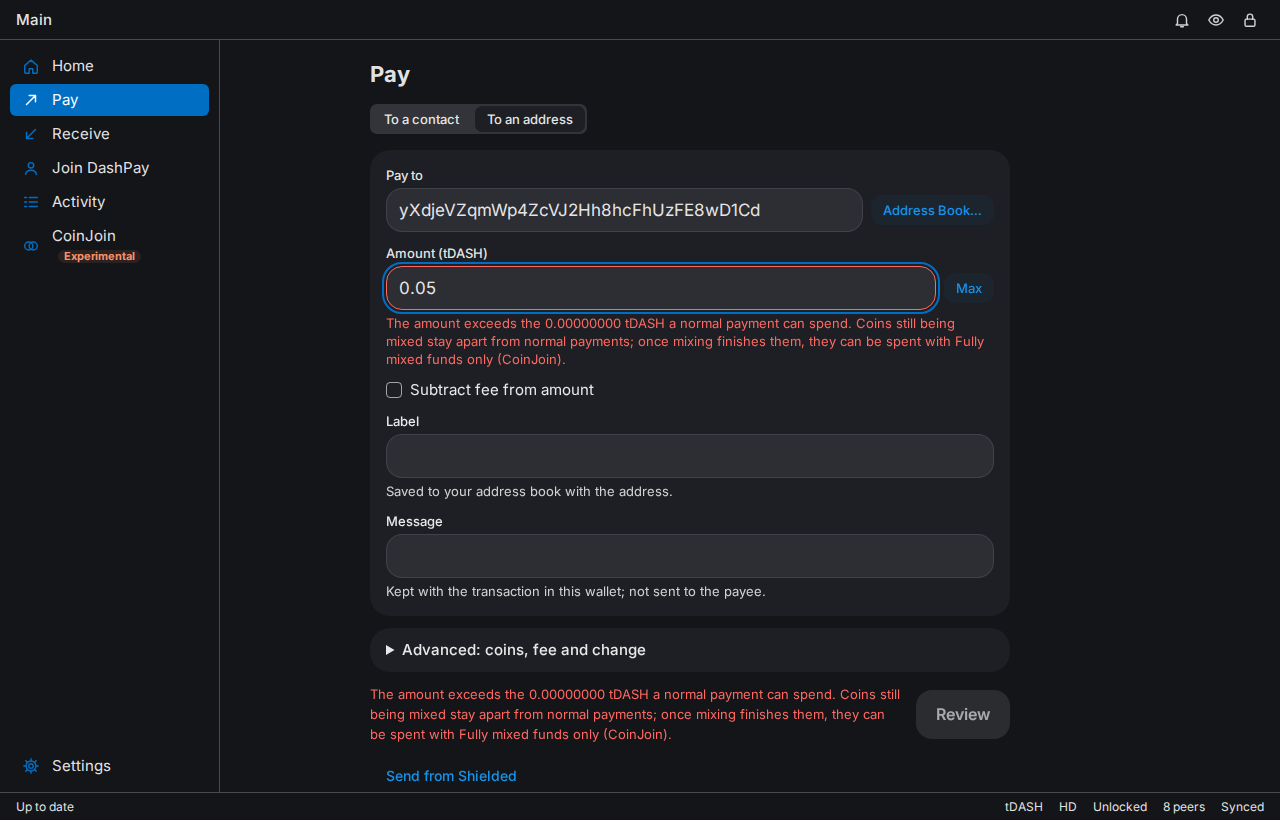 Main
Home
Pay
Receive
Join DashPay
Activity
CoinJoin
Experimental
Settings
Pay
To a contact
To an address
Pay to
yXdjeVZqmWp4ZcVJ2Hh8hcFhUzFE8wD1Cd
Address Book...
Amount (tDASH)
0.05
Max
The amount exceeds the 0.00000000 tDASH a normal payment can spend. Coins still being
mixed stay apart from normal payments; once mixing finishes them, they can be spent with Fully
mixed funds only (CoinJoin).
Subtract fee from amount
Label
Saved to your address book with the address.
Message
Kept with the transaction in this wallet; not sent to the payee.
Advanced: coins, fee and change
The amount exceeds the 0.00000000 tDASH a normal payment can spend. Coins still
being mixed stay apart from normal payments; once mixing finishes them, they can
be spent with Fully mixed funds only (CoinJoin).
Review
Send from Shielded
Up to date
tDASH
HD
Unlocked
8 peers
Synced